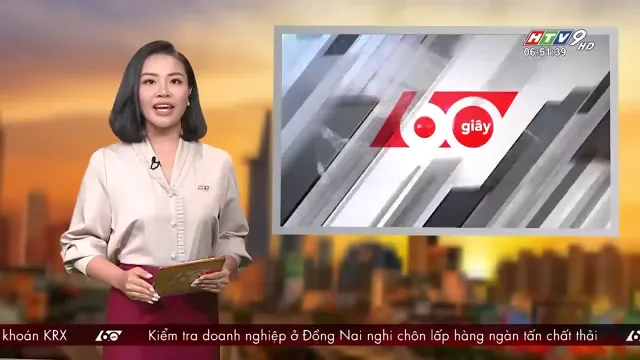 HTV9 HD
06:51:39
60 giây
khoán KRX 60 Kiểm tra doanh nghiệp ở Đồng Nai nghi chôn lấp hàng ngàn tấn chất thải